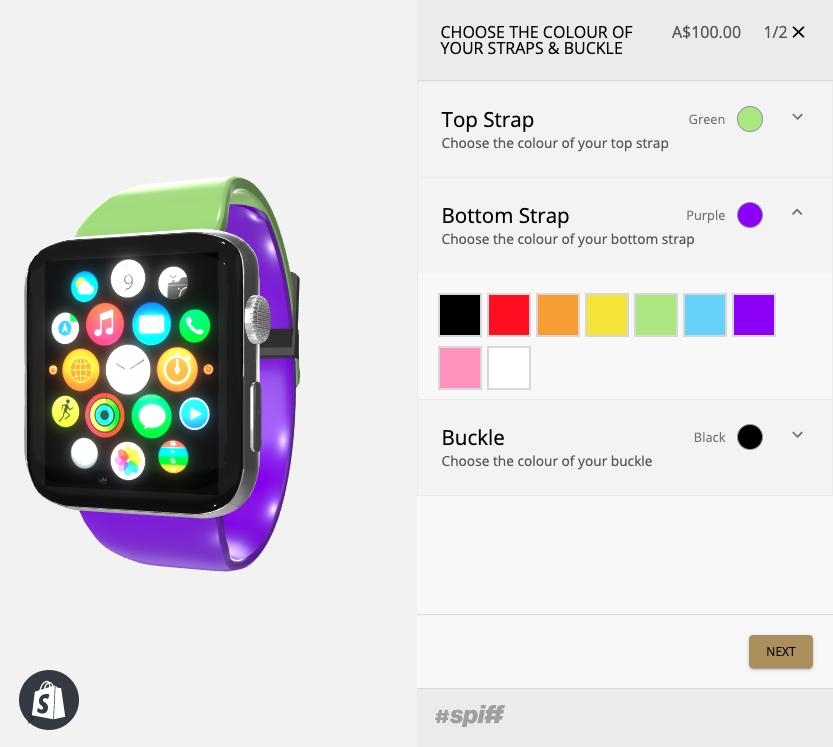 CHOOSE THE COLOUR OF
YOUR STRAPS & BUCKLE
A$100.00
1/2
Top Strap
Green
Choose the colour of your top strap
Bottom Strap
Purple
Choose the colour of your bottom strap
Buckle
Black
Choose the colour of your buckle
NEXT
#spiff
9
S